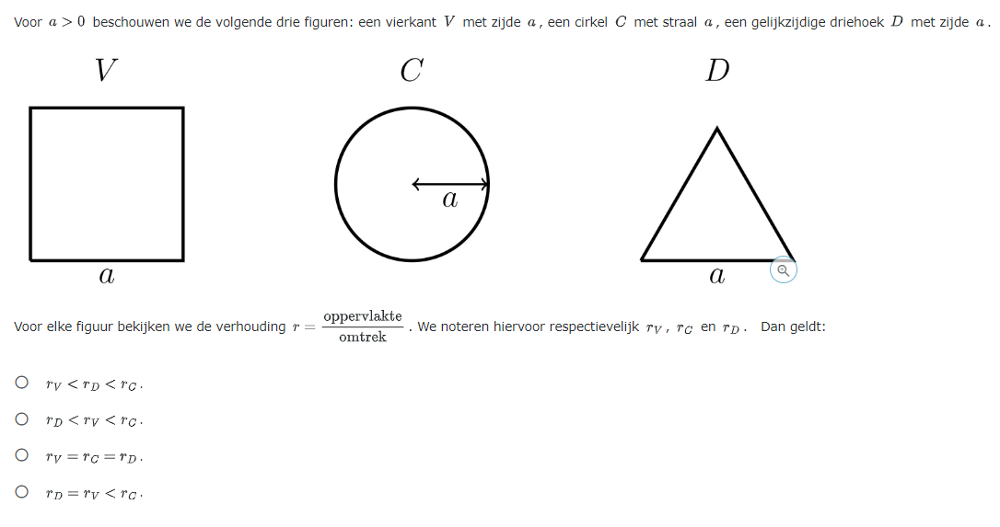 Voor a > 0 beschouwen we de volgende drie figuren: een vierkant V met zijde a, een cirkel C met straal a, een gelijkzijdige driehoek D met zijde a.
V C D
a
a a
Voor elke figuur bekijken we de verhouding r = oppervlakte / omtrek. We noteren hiervoor respectievelijk r_V, r_C en r_D. Dan geldt:
r_V < r_D < r_C.
r_D < r_V < r_C.
r_V = r_C = r_D.
r_D = r_V < r_C.